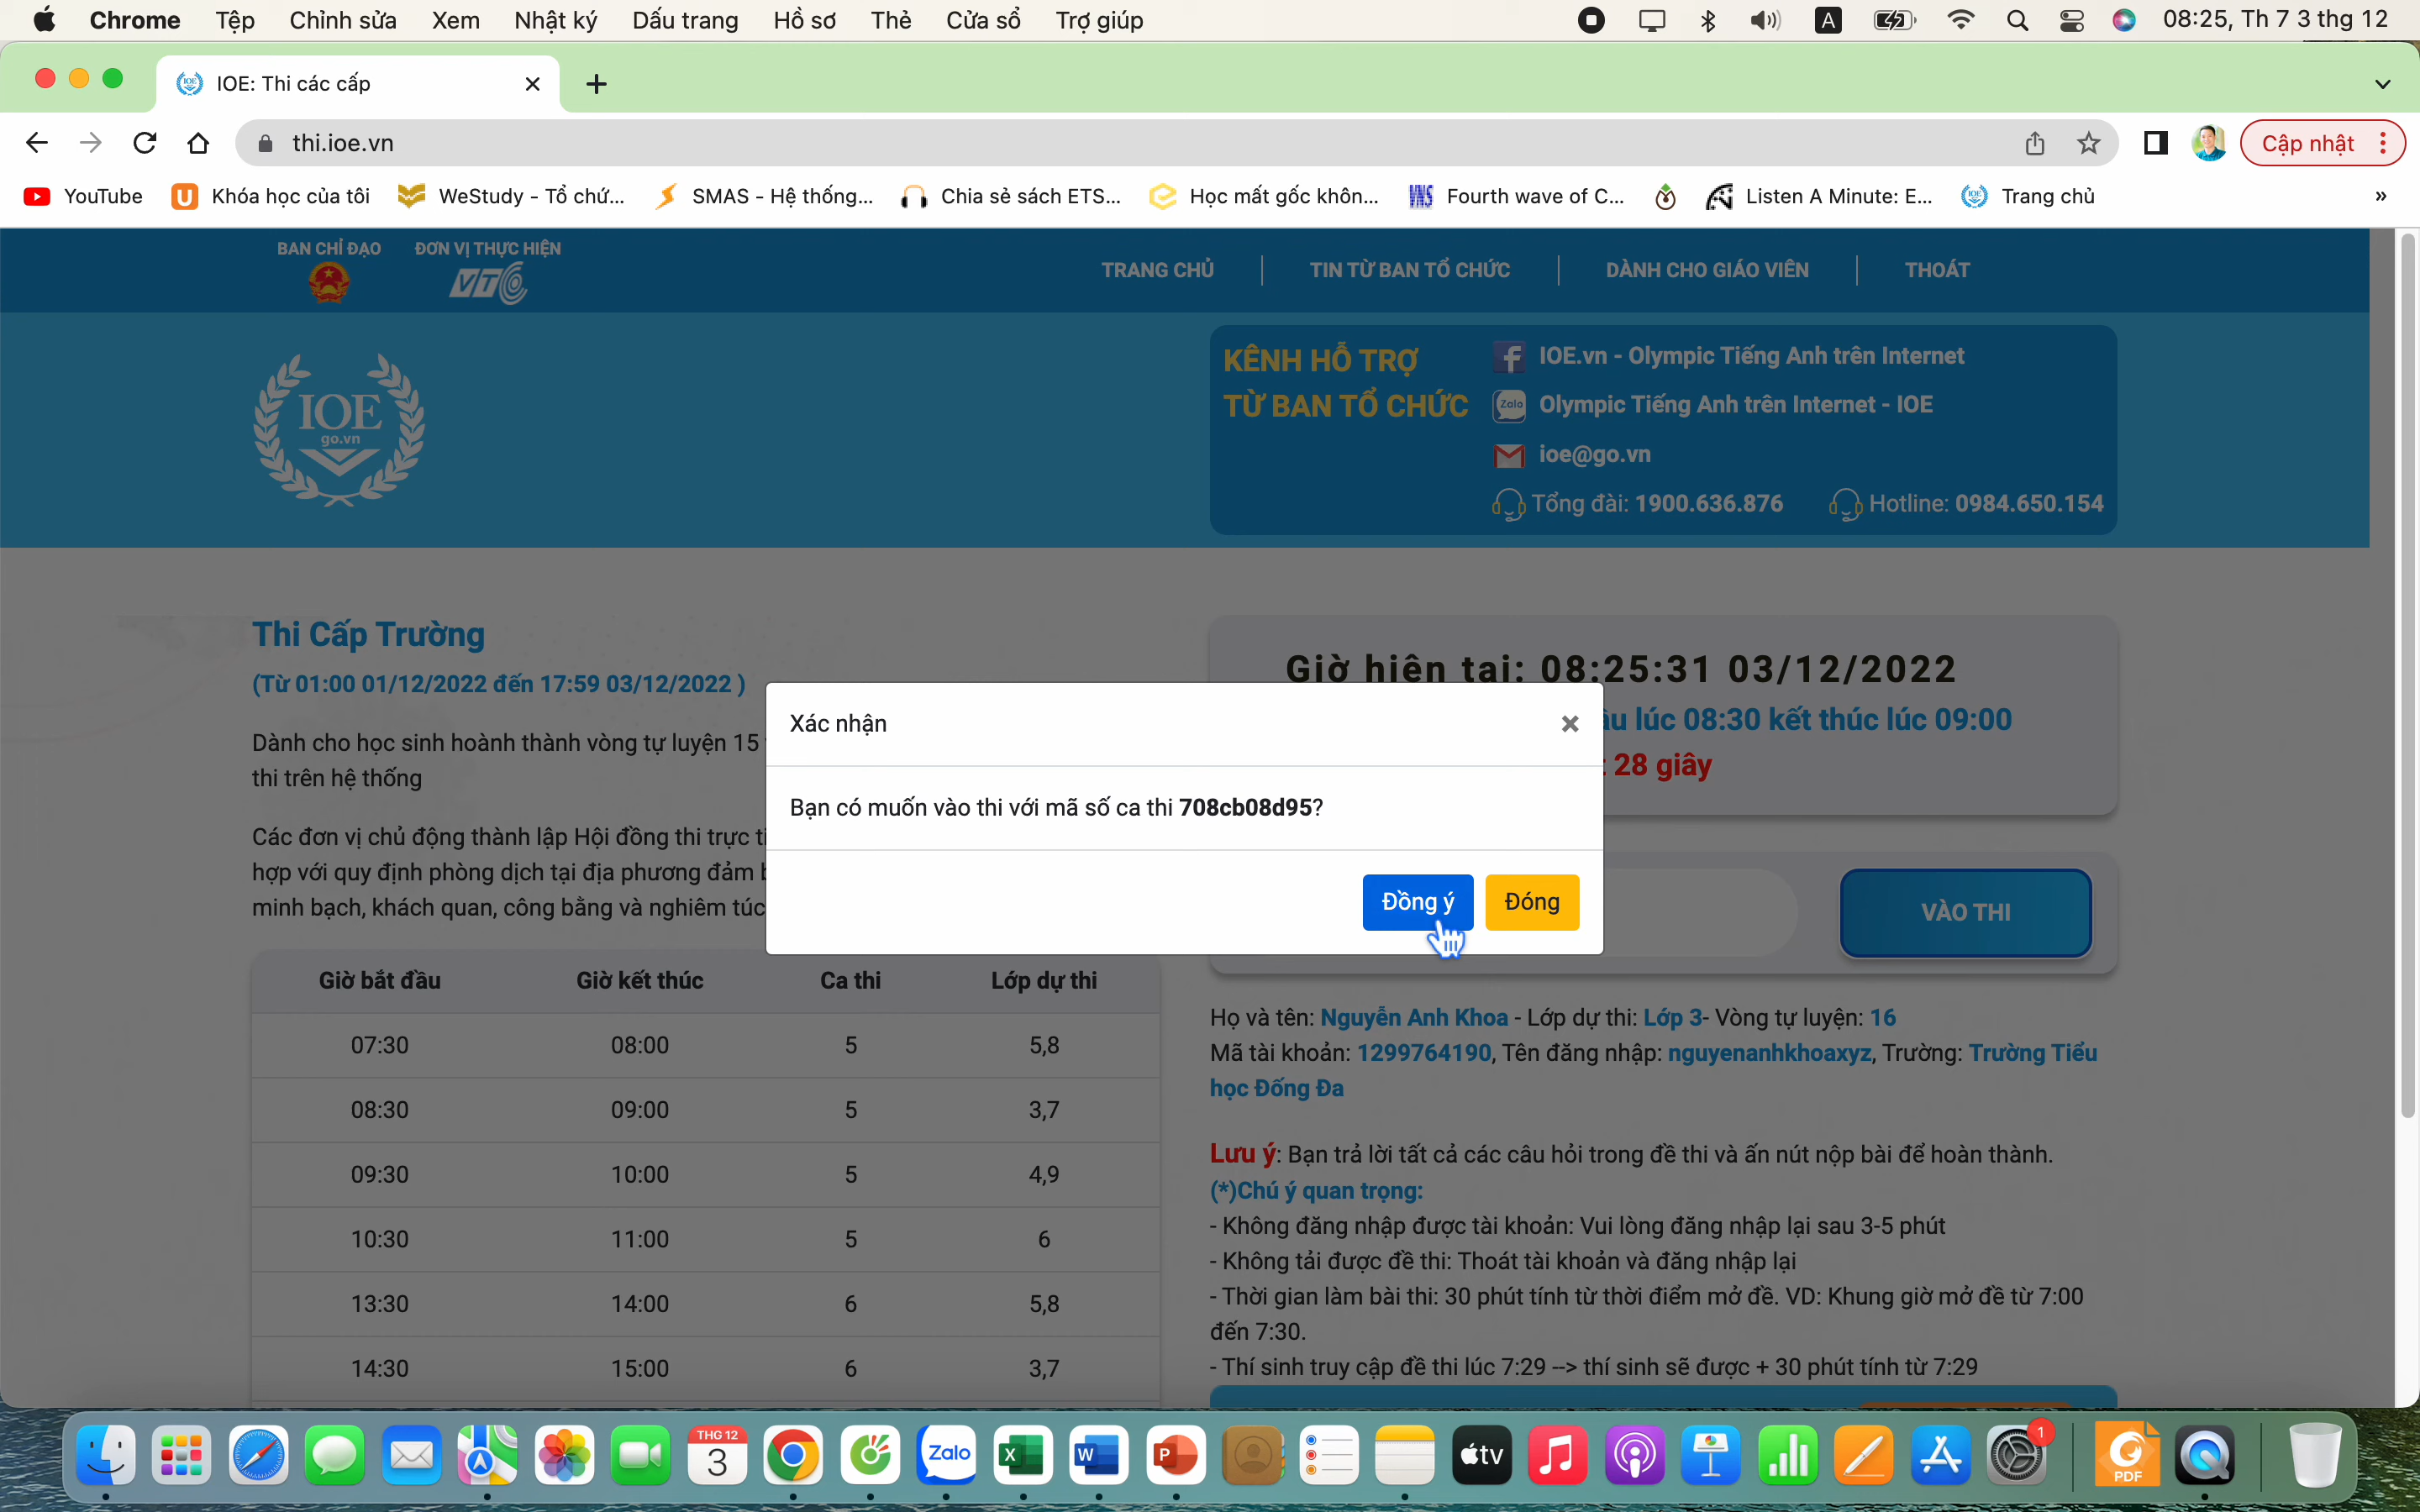 Chrome Tệp Chỉnh sửa Xem Nhật ký Dấu trang Hồ sơ Thẻ Cửa sổ Trợ giúp A 08:25, Th 7 3 thg 12
IOE: Thi các cấp
thi.ioe.vn Cập nhật
YouTube Khóa học của tôi WeStudy - Tổ chứ... SMAS - Hệ thống... Chia sẻ sách ETS... Học mất gốc khôn... Fourth wave of C... Listen A Minute: E... Trang chủ »
BAN CHỈ ĐẠO ĐƠN VỊ THỰC HIỆN
VTC
TRANG CHỦ TIN TỪ BAN TỔ CHỨC DÀNH CHO GIÁO VIÊN THOÁT
IOE
go.vn
KÊNH HỖ TRỢ
TỪ BAN TỔ CHỨC
IOE.vn - Olympic Tiếng Anh trên Internet
Zalo Olympic Tiếng Anh trên Internet - IOE
ioe@go.vn
Tổng đài: 1900.636.876 Hotline: 0984.650.154
Thi Cấp Trường
(Từ 01:00 01/12/2022 đến 17:59 03/12/2022 )
Dành cho học sinh hoành thành vòng tự luyện 15
thi trên hệ thống
Các đơn vị chủ động thành lập Hội đồng thi trực
hợp với quy định phòng dịch tại địa phương đảm
minh bạch, khách quan, công bằng và nghiêm túc
Giờ bắt đầu Giờ kết thúc Ca thi Lớp dự thi
07:30 08:00 5 5,8
08:30 09:00 5 3,7
09:30 10:00 5 4,9
10:30 11:00 5 6
13:30 14:00 6 5,8
14:30 15:00 6 3,7
Giờ hiện tại: 08:25:31 03/12/2022
lúc 08:30 kết thúc lúc 09:00
: 28 giây
Xác nhận ×
Bạn có muốn vào thi với mã số ca thi 708cb08d95?
Đồng ý Đóng
VÀO THI
Họ và tên: Nguyễn Anh Khoa - Lớp dự thi: Lớp 3- Vòng tự luyện: 16
Mã tài khoản: 1299764190, Tên đăng nhập: nguyenanhkhoaxyz, Trường: Trường Tiểu
học Đống Đa
Lưu ý: Bạn trả lời tất cả các câu hỏi trong đề thi và ấn nút nộp bài để hoàn thành.
(*)Chú ý quan trọng:
- Không đăng nhập được tài khoản: Vui lòng đăng nhập lại sau 3-5 phút
- Không tải được đề thi: Thoát tài khoản và đăng nhập lại
- Thời gian làm bài thi: 30 phút tính từ thời điểm mở đề. VD: Khung giờ mở đề từ 7:00
đến 7:30.
- Thí sinh truy cập đề thi lúc 7:29 --> thí sinh sẽ được + 30 phút tính từ 7:29
THG 12
3
Zalo X W P tv 1 PDF